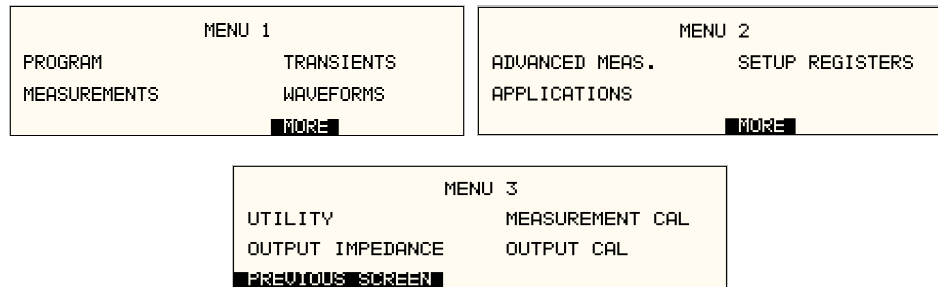 MENU 1
PROGRAM TRANSIENTS
MEASUREMENTS WAVEFORMS
MORE
MENU 2
ADVANCED MEAS. SETUP REGISTERS
APPLICATIONS
MORE
MENU 3
UTILITY MEASUREMENT CAL
OUTPUT IMPEDANCE OUTPUT CAL
PREVIOUS SCREEN